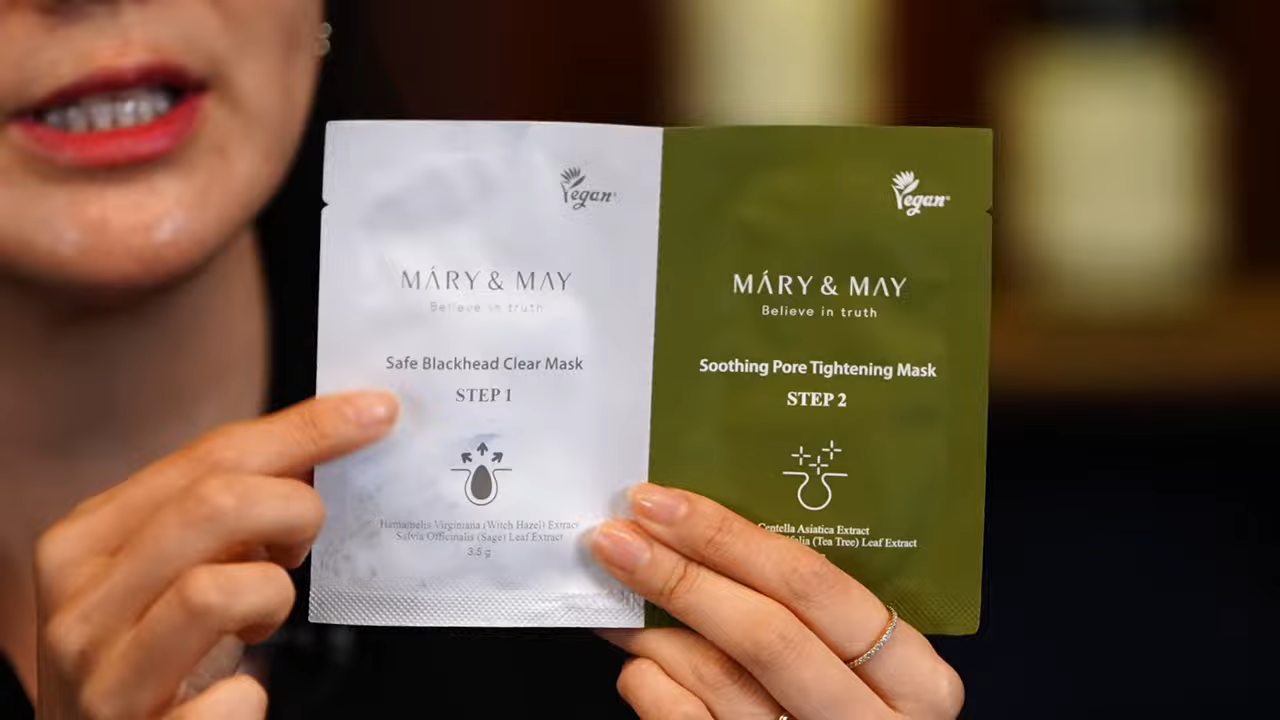 Vegan
MÁRY & MAY
Believe in truth
Safe Blackhead Clear Mask
STEP 1
Hamamelis Virginiana (Witch Hazel) Extract
Salvia Officinalis (Sage) Leaf Extract
3.5 g
Vegan
MÁRY & MAY
Believe in truth
Soothing Pore Tightening Mask
STEP 2
Centella Asiatica Extract
(Tea Tree) Leaf Extract